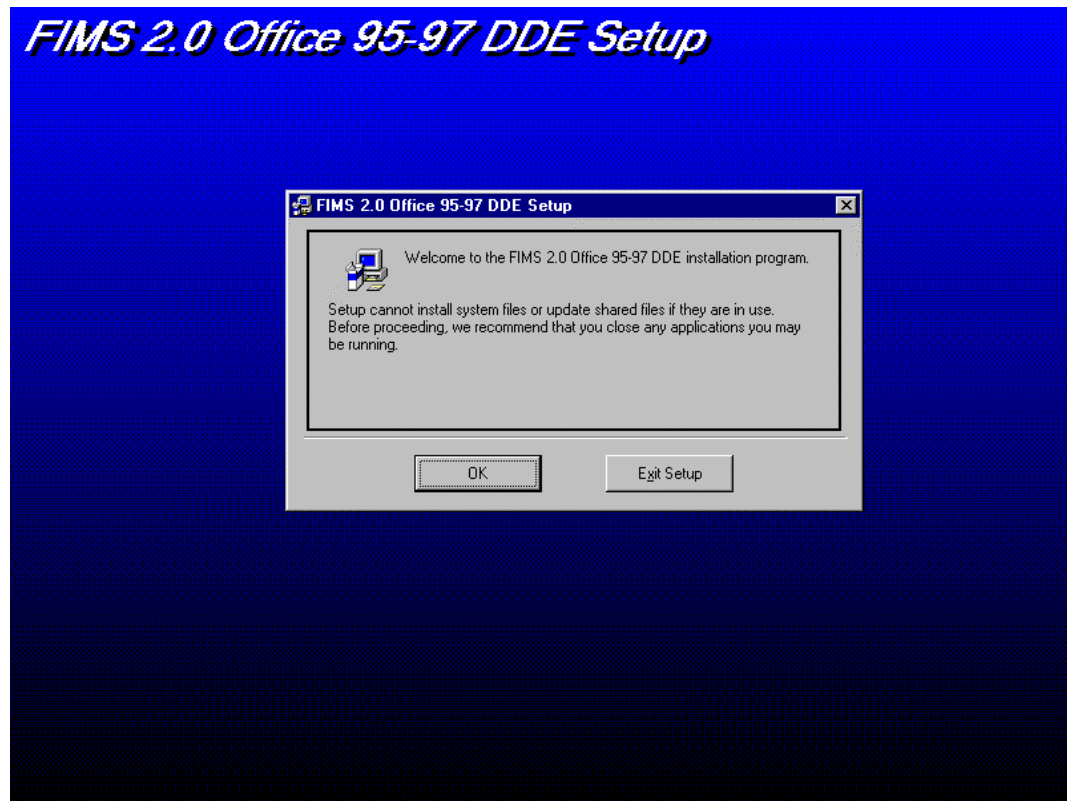 FIMS 2.0 Office 95-97 DDE Setup
FIMS 2.0 Office 95-97 DDE Setup
Welcome to the FIMS 2.0 Office 95-97 DDE installation program.
Setup cannot install system files or update shared files if they are in use.
Before proceeding, we recommend that you close any applications you may
be running.
OK
Exit Setup